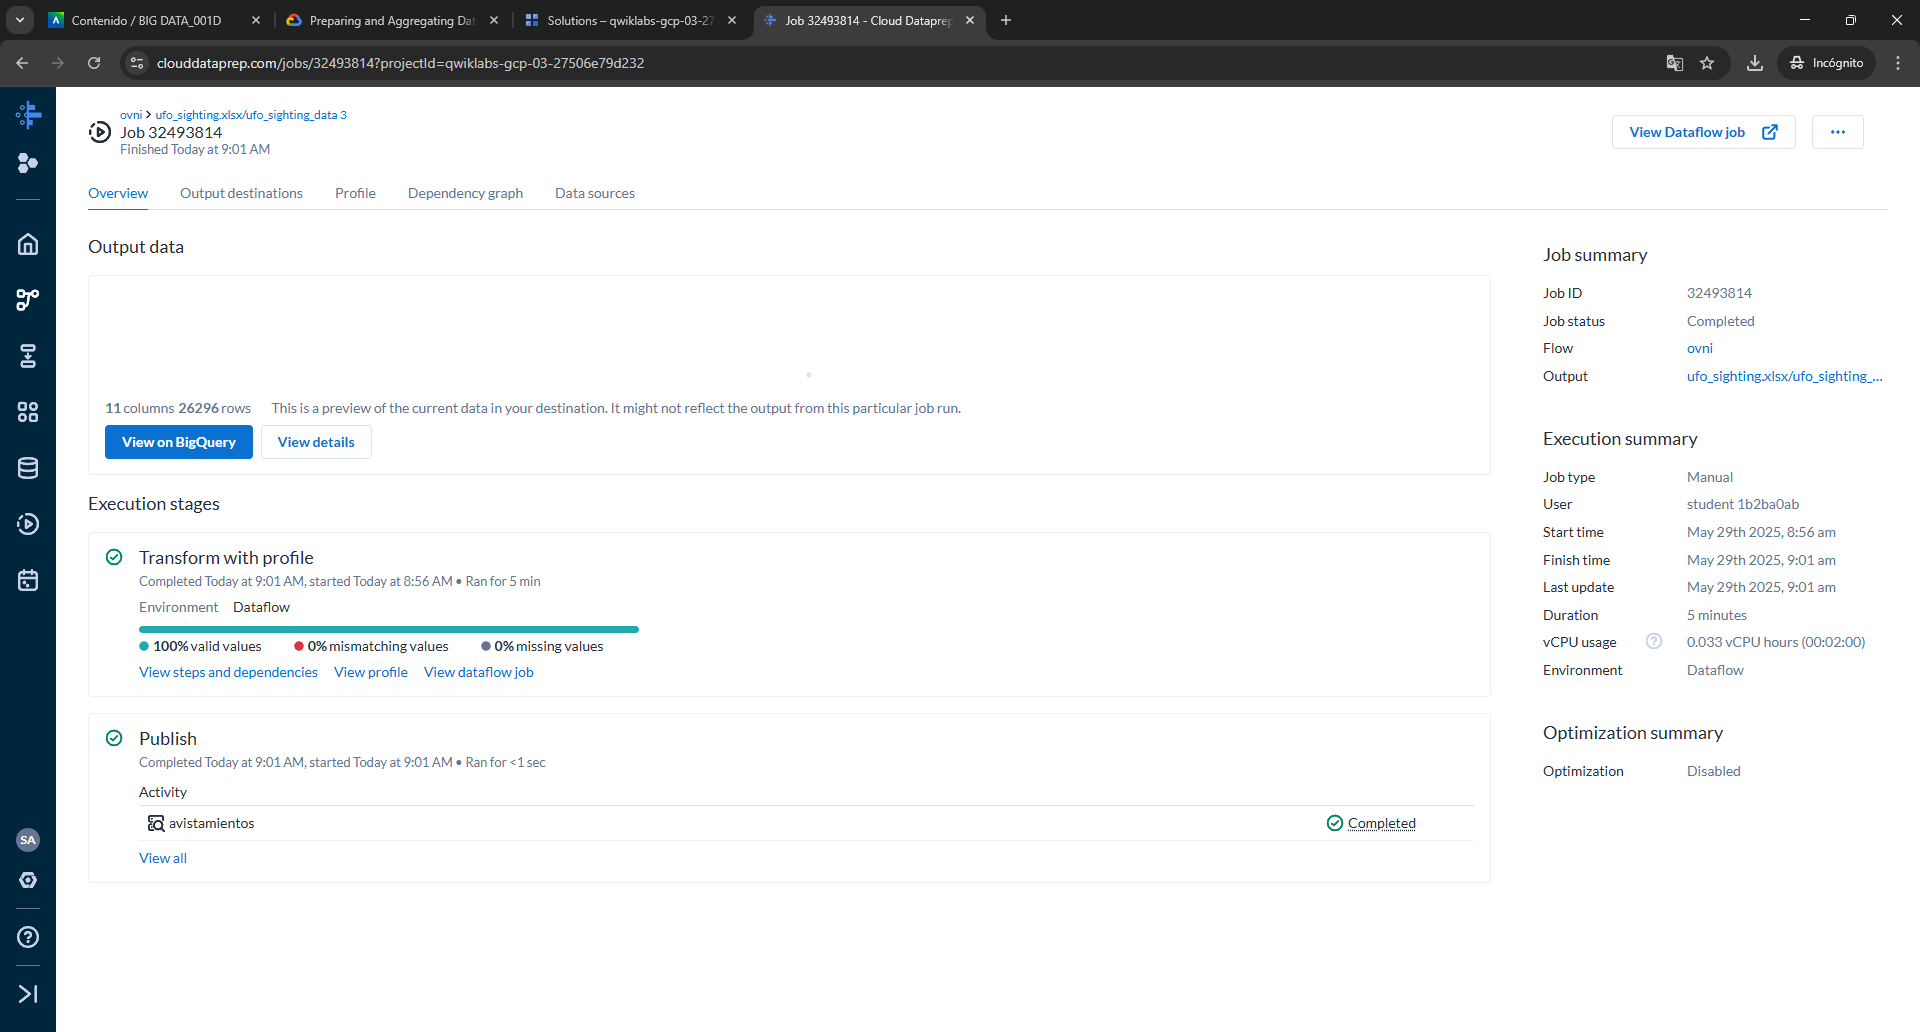 Contenido / BIG DATA_001D
Preparing and Aggregating Dat
Solutions – qwiklabs-gcp-03-27
Job 32493814 - Cloud Dataprep
clouddataprep.com/jobs/32493814?projectId=qwiklabs-gcp-03-27506e79d232
Incógnito
ovni > ufo_sighting.xlsx/ufo_sighting_data 3
Job 32493814
Finished Today at 9:01 AM
View Dataflow job
Overview Output destinations Profile Dependency graph Data sources
Output data
11 columns 26296 rows This is a preview of the current data in your destination. It might not reflect the output from this particular job run.
View on BigQuery View details
Execution stages
Transform with profile
Completed Today at 9:01 AM, started Today at 8:56 AM • Ran for 5 min
Environment Dataflow
100% valid values 0% mismatching values 0% missing values
View steps and dependencies View profile View dataflow job
Publish
Completed Today at 9:01 AM, started Today at 9:01 AM • Ran for <1 sec
Activity
avistamientos Completed
View all
Job summary
Job ID 32493814
Job status Completed
Flow ovni
Output ufo_sighting.xlsx/ufo_sighting_...
Execution summary
Job type Manual
User student 1b2ba0ab
Start time May 29th 2025, 8:56 am
Finish time May 29th 2025, 9:01 am
Last update May 29th 2025, 9:01 am
Duration 5 minutes
vCPU usage ? 0.033 vCPU hours (00:02:00)
Environment Dataflow
Optimization summary
Optimization Disabled
SA